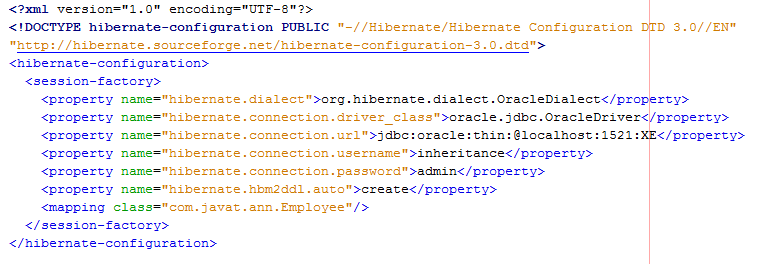 <?xml version="1.0" encoding="UTF-8"?>
<!DOCTYPE hibernate-configuration PUBLIC "-//Hibernate/Hibernate Configuration DTD 3.0//EN"
"http://hibernate.sourceforge.net/hibernate-configuration-3.0.dtd">
<hibernate-configuration>
  <session-factory>
    <property name="hibernate.dialect">org.hibernate.dialect.OracleDialect</property>
    <property name="hibernate.connection.driver_class">oracle.jdbc.OracleDriver</property>
    <property name="hibernate.connection.url">jdbc:oracle:thin:@localhost:1521:XE</property>
    <property name="hibernate.connection.username">inheritance</property>
    <property name="hibernate.connection.password">admin</property>
    <property name="hibernate.hbm2ddl.auto">create</property>
    <mapping class="com.javat.ann.Employee"/>
  </session-factory>
</hibernate-configuration>